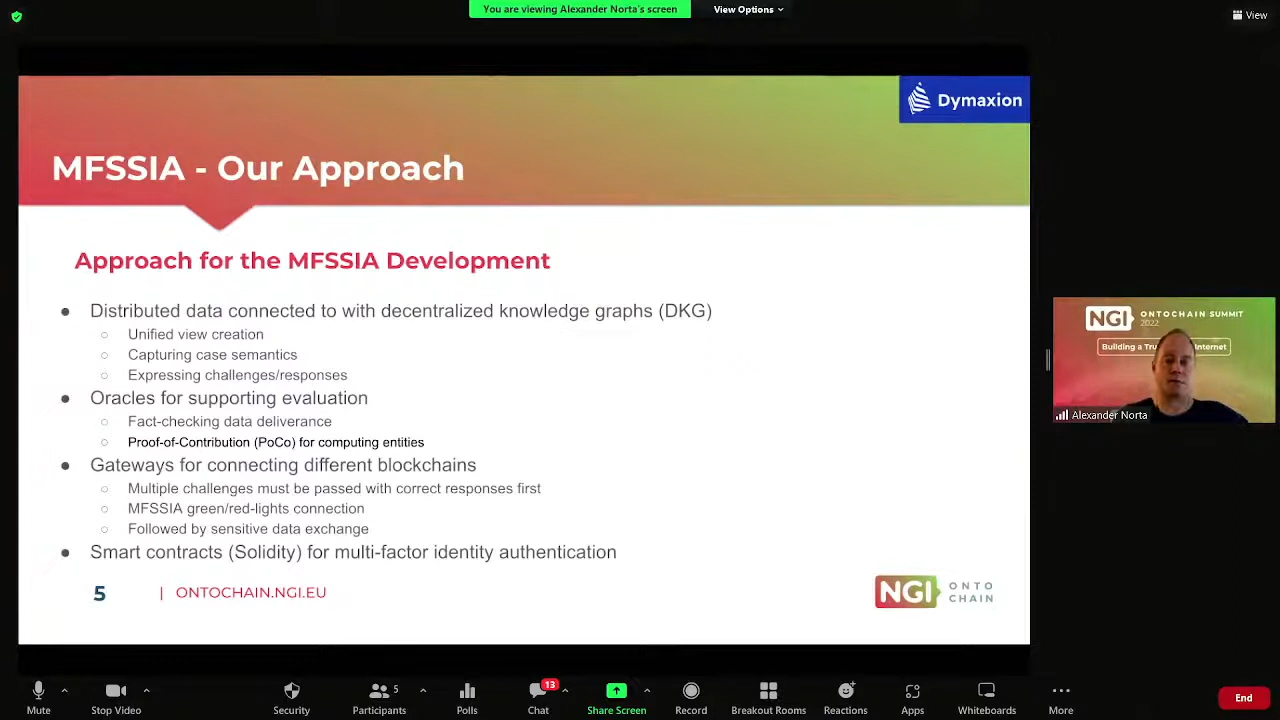 You are viewing Alexander Norta's screen
View Options
View
Dymaxion
MFSSIA - Our Approach
Approach for the MFSSIA Development
● Distributed data connected to with decentralized knowledge graphs (DKG)
○ Unified view creation
○ Capturing case semantics
○ Expressing challenges/responses
● Oracles for supporting evaluation
○ Fact-checking data deliverance
○ Proof-of-Contribution (PoCo) for computing entities
● Gateways for connecting different blockchains
○ Multiple challenges must be passed with correct responses first
○ MFSSIA green/red-lights connection
○ Followed by sensitive data exchange
● Smart contracts (Solidity) for multi-factor identity authentication
5 | ONTOCHAIN.NGI.EU
NGI ONTO
CHAIN
NGI ONTOCHAIN SUMMIT
2022
Building a Tru Internet
Alexander Norta
Mute
Stop Video
Security
Participants 5
Polls
Chat 13
Share Screen
Record
Breakout Rooms
Reactions
Apps
Whiteboards
More
End